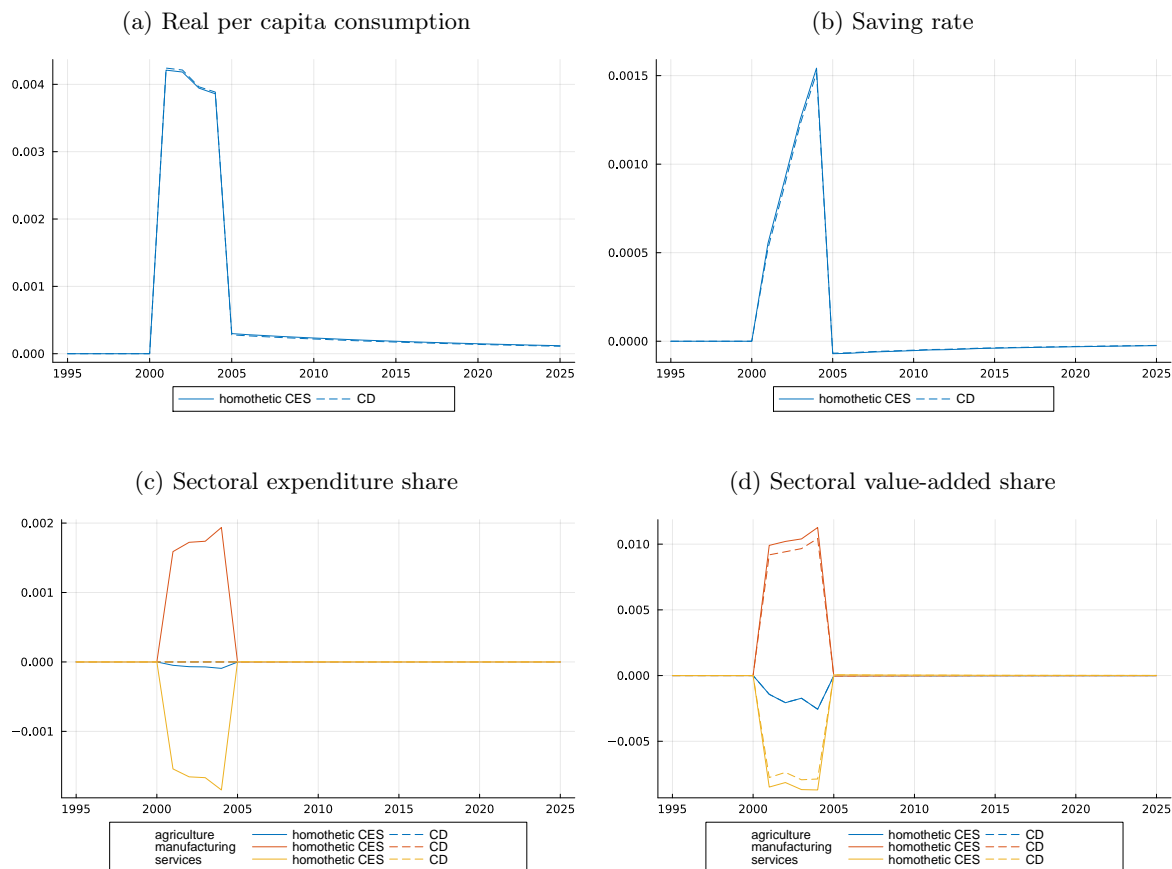 (a) Real per capita consumption
(b) Saving rate
0.004
0.003
0.002
0.001
0.000
1995 2000 2005 2010 2015 2020 2025
homothetic CES CD
0.0015
0.0010
0.0005
0.0000
1995 2000 2005 2010 2015 2020 2025
homothetic CES CD
(c) Sectoral expenditure share
(d) Sectoral value-added share
0.002
0.001
0.000
−0.001
1995 2000 2005 2010 2015 2020 2025
agriculture homothetic CES CD
manufacturing homothetic CES CD
services homothetic CES CD
0.010
0.005
0.000
−0.005
1995 2000 2005 2010 2015 2020 2025
agriculture homothetic CES CD
manufacturing homothetic CES CD
services homothetic CES CD